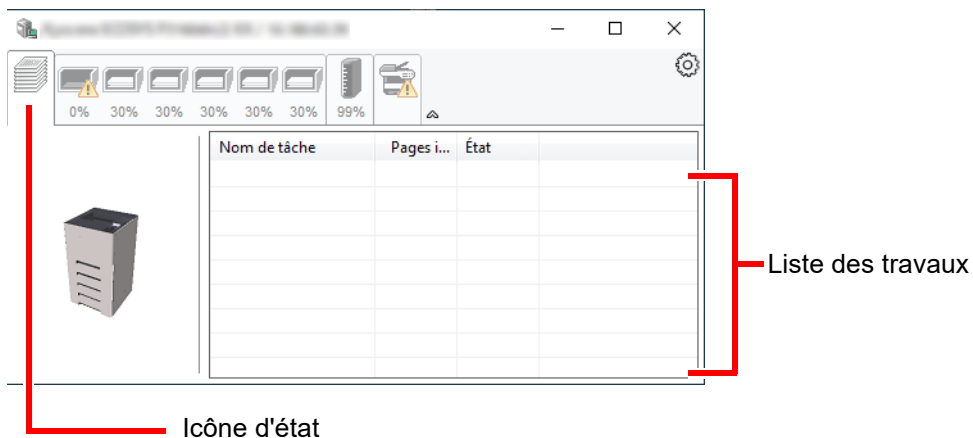 0% 30% 30% 30% 30% 30% 99%
Nom de tâche Pages i... État
Liste des travaux
Icône d'état